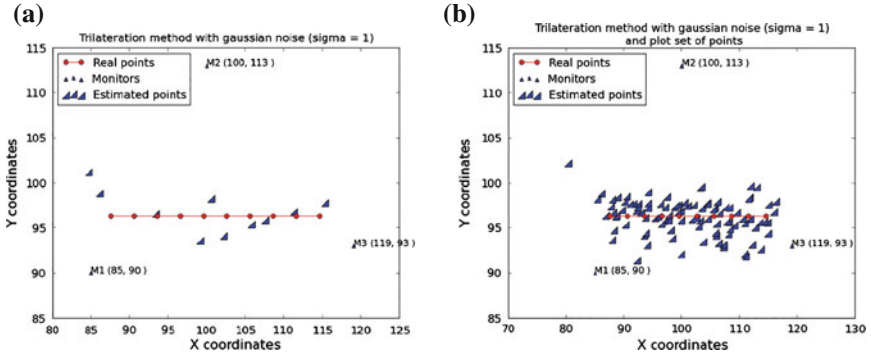 (a)
Trilateration method with gaussian noise (sigma = 1)
115
110
105
100
95
90
85
80 85 90 95 100 105 110 115 120 125
X coordinates
Y coordinates
Real points
Monitors
Estimated points
M2 (100, 113 )
M3 (119, 93 )
M1 (85, 90 )
(b)
Trilateration method with gaussian noise (sigma = 1)
and plot set of points
115
110
105
100
95
90
85
70 80 90 100 110 120 130
X coordinates
Y coordinates
Real points
Monitors
Estimated points
M2 (100, 113 )
M3 (119, 93 )
M1 (85, 90 )